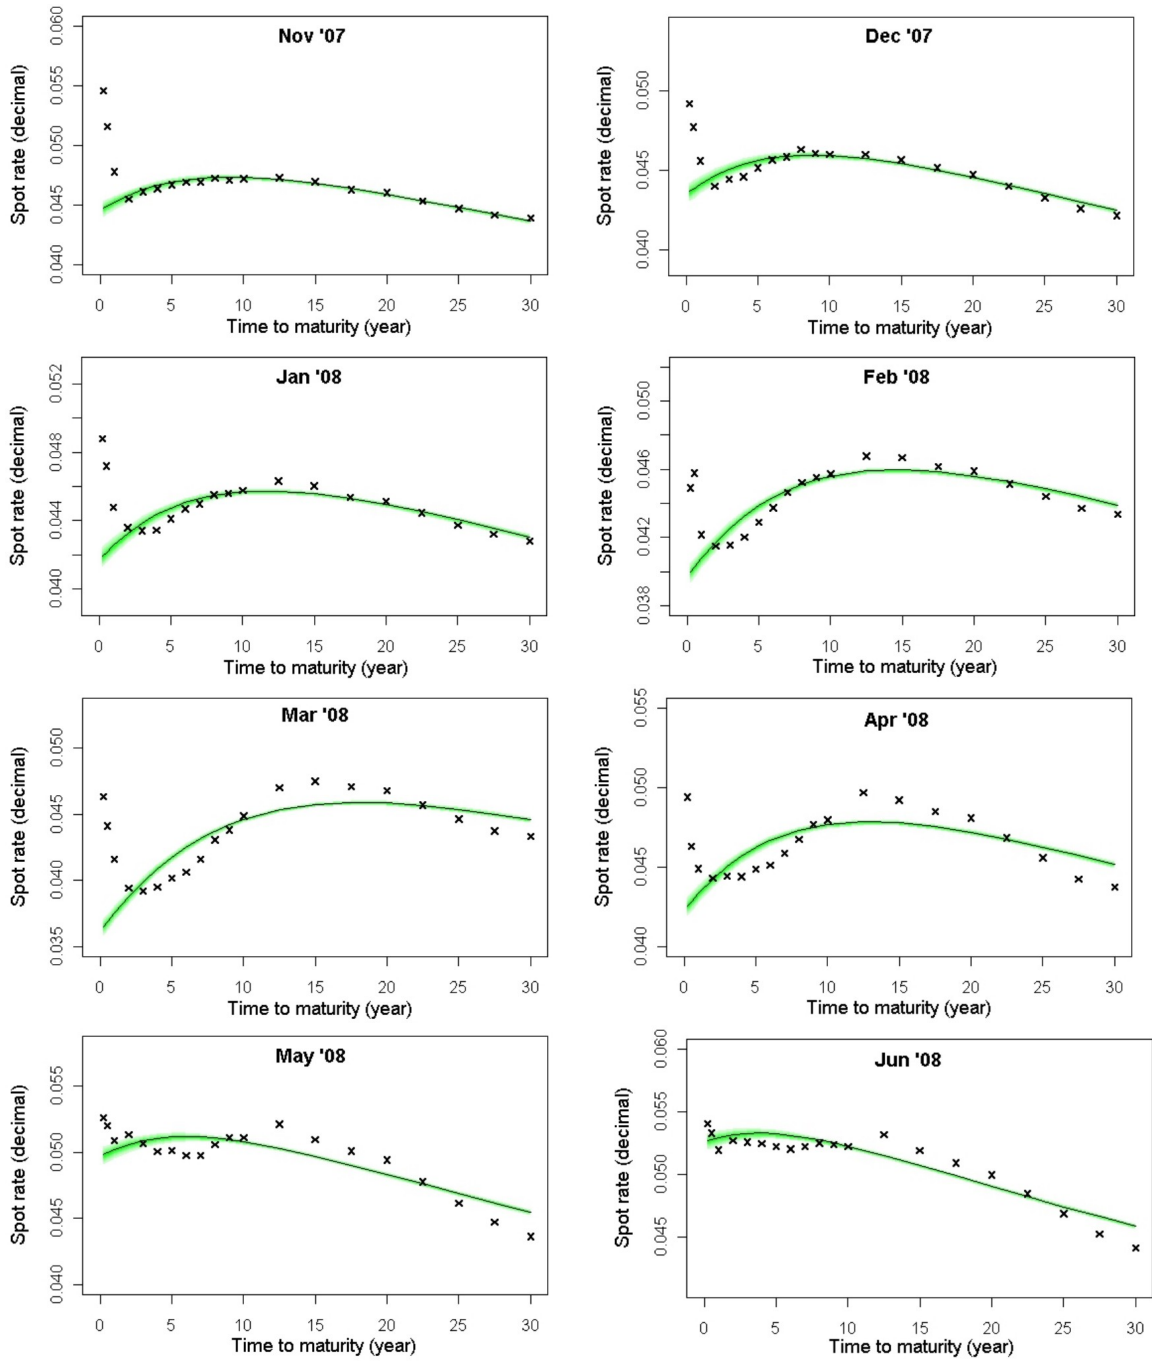 Nov '07
Spot rate (decimal)
0.060
0.055
0.050
0.045
0.040
0 5 10 15 20 25 30
Time to maturity (year)
Dec '07
Spot rate (decimal)
0.050
0.045
0.040
0 5 10 15 20 25 30
Time to maturity (year)
Jan '08
Spot rate (decimal)
0.052
0.048
0.044
0.040
0 5 10 15 20 25 30
Time to maturity (year)
Feb '08
Spot rate (decimal)
0.050
0.046
0.042
0.038
0 5 10 15 20 25 30
Time to maturity (year)
Mar '08
Spot rate (decimal)
0.050
0.045
0.040
0.035
0 5 10 15 20 25 30
Time to maturity (year)
Apr '08
Spot rate (decimal)
0.055
0.050
0.045
0.040
0 5 10 15 20 25 30
Time to maturity (year)
May '08
Spot rate (decimal)
0.055
0.050
0.045
0.040
0 5 10 15 20 25 30
Time to maturity (year)
Jun '08
Spot rate (decimal)
0.060
0.055
0.050
0.045
0 5 10 15 20 25 30
Time to maturity (year)